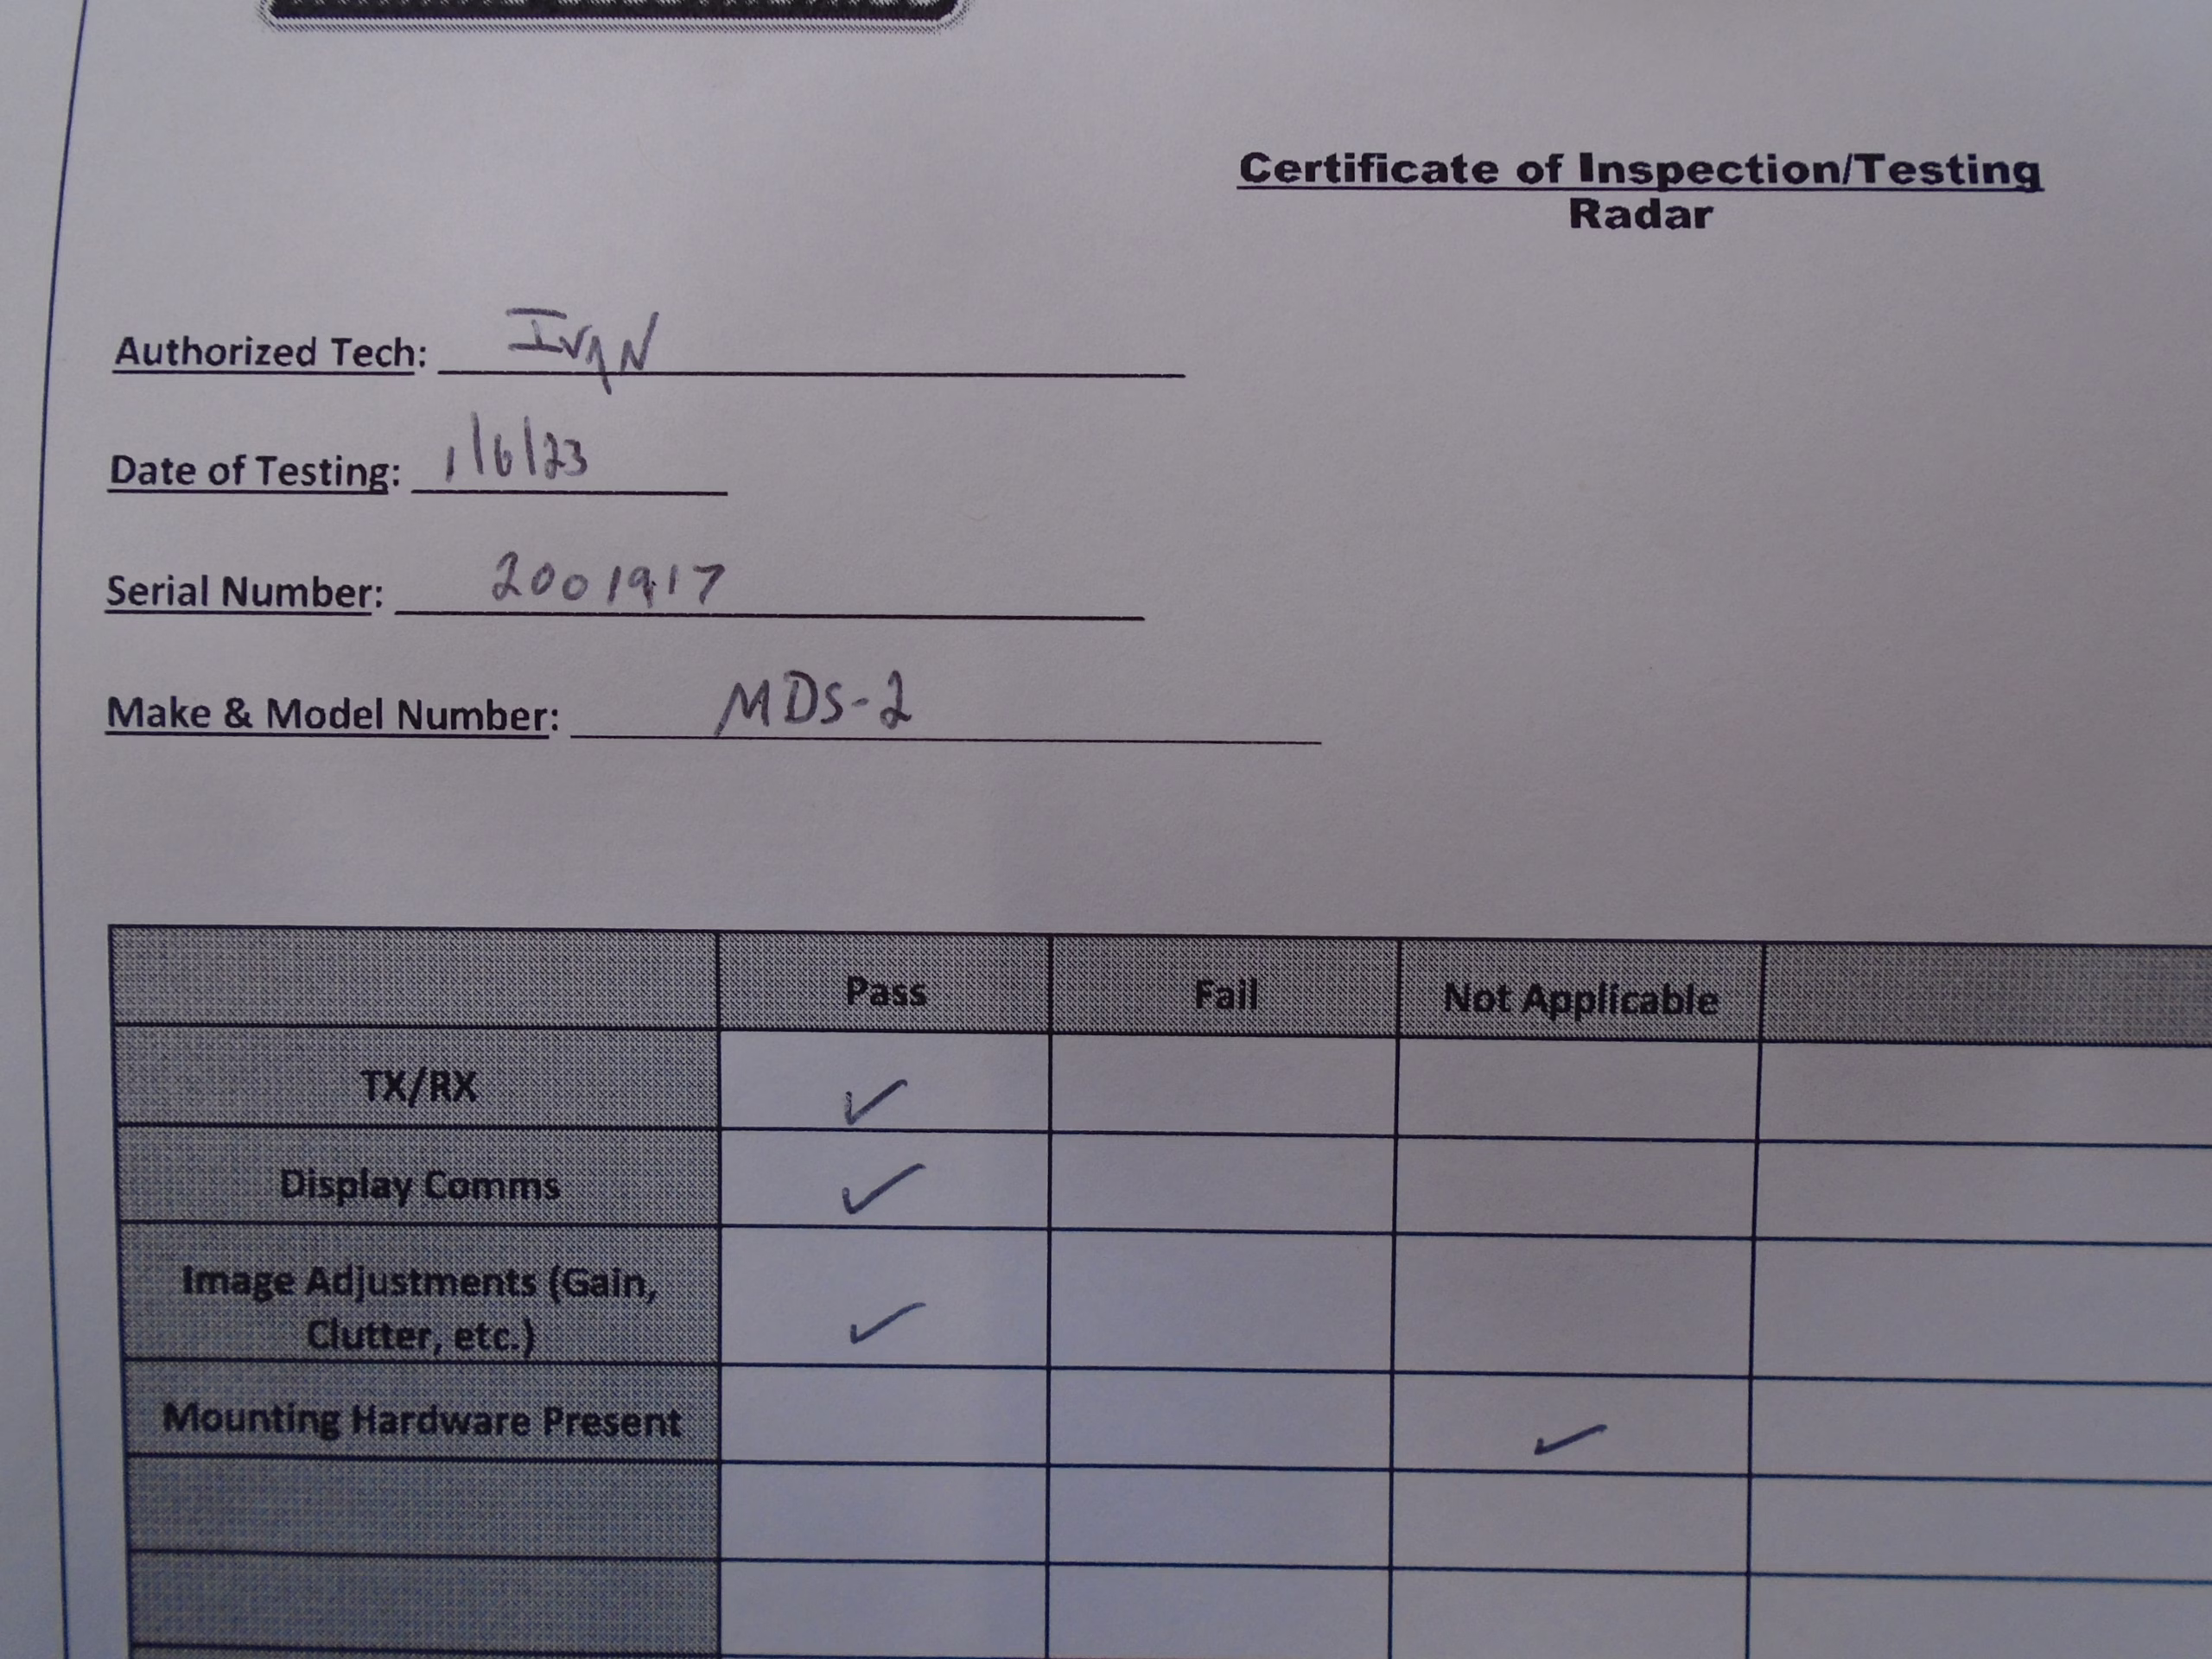 Certificate of Inspection/Testing
Radar
Authorized Tech: Ivan
Date of Testing: 1/6/23
Serial Number: 2001917
Make & Model Number: MDS-2
Pass Fail Not Applicable
TX/RX ✓
Display Comms ✓
Image Adjustments (Gain,
Clutter, etc.) ✓
Mounting Hardware Present ✓